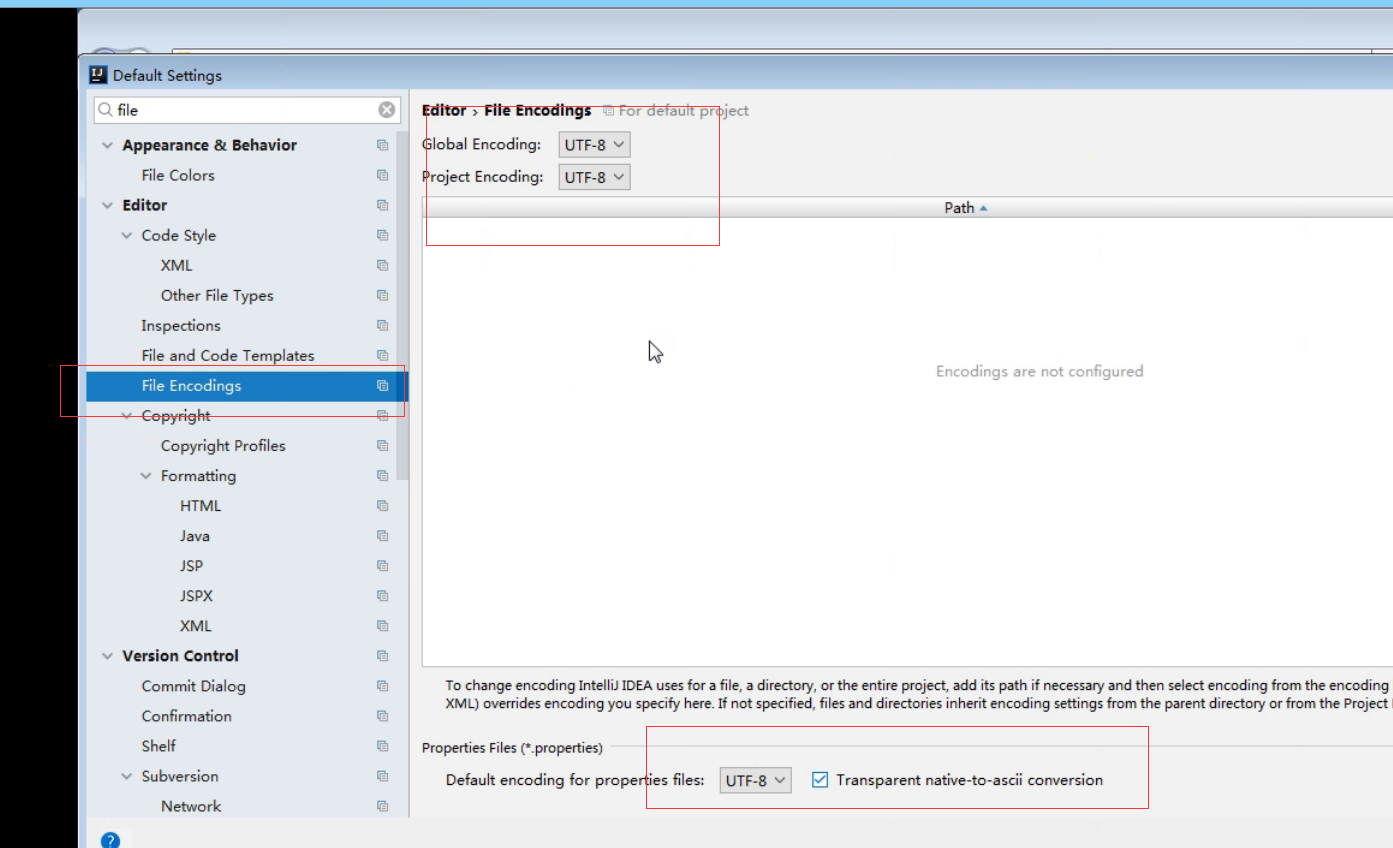 Default Settings
file
Appearance & Behavior
File Colors
Editor
Code Style
XML
Other File Types
Inspections
File and Code Templates
File Encodings
Copyright
Copyright Profiles
Formatting
HTML
Java
JSP
JSPX
XML
Version Control
Commit Dialog
Confirmation
Shelf
Subversion
Network
Editor › File Encodings For default project
Global Encoding: UTF-8
Project Encoding: UTF-8
Path
Encodings are not configured
To change encoding IntelliJ IDEA uses for a file, a directory, or the entire project, add its path if necessary and then select encoding from the encoding
XML) overrides encoding you specify here. If not specified, files and directories inherit encoding settings from the parent directory or from the Project
Properties Files (*.properties)
Default encoding for properties files: UTF-8 Transparent native-to-ascii conversion
?